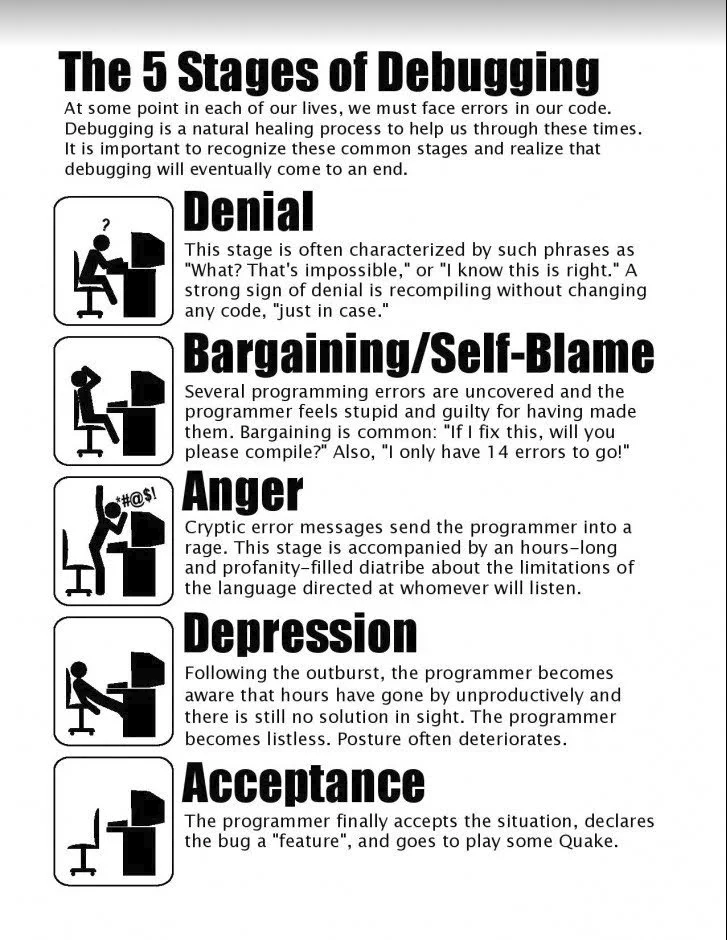 The 5 Stages of Debugging
At some point in each of our lives, we must face errors in our code.
Debugging is a natural healing process to help us through these times.
It is important to recognize these common stages and realize that
debugging will eventually come to an end.
?
Denial
This stage is often characterized by such phrases as
"What? That's impossible," or "I know this is right." A
strong sign of denial is recompiling without changing
any code, "just in case."
Bargaining/Self-Blame
Several programming errors are uncovered and the
programmer feels stupid and guilty for having made
them. Bargaining is common: "If I fix this, will you
please compile?" Also, "I only have 14 errors to go!"
*#@$!
Anger
Cryptic error messages send the programmer into a
rage. This stage is accompanied by an hours-long
and profanity-filled diatribe about the limitations of
the language directed at whomever will listen.
Depression
Following the outburst, the programmer becomes
aware that hours have gone by unproductively and
there is still no solution in sight. The programmer
becomes listless. Posture often deteriorates.
Acceptance
The programmer finally accepts the situation, declares
the bug a "feature", and goes to play some Quake.